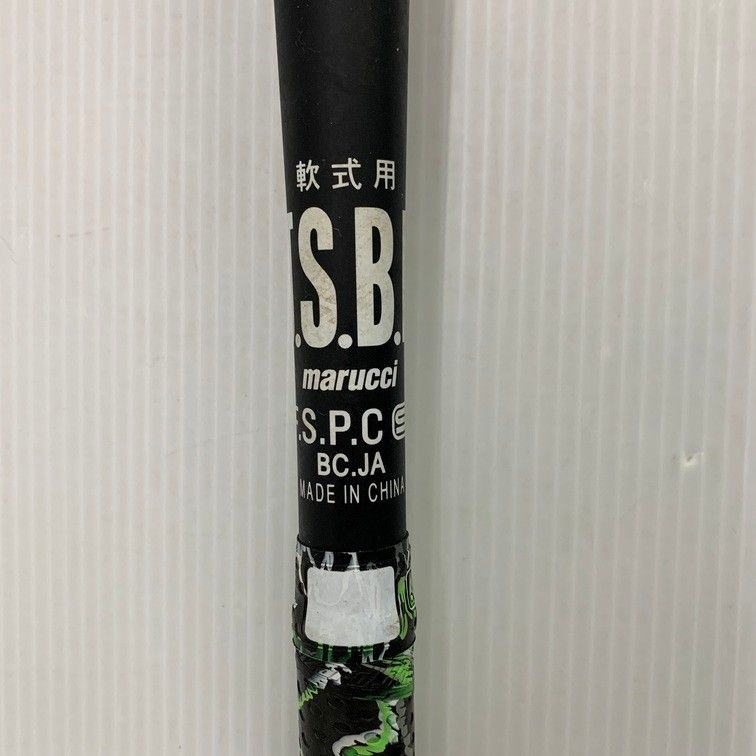 軟式用
.S.B.
marucci
.S.P.C S
BC.JA
MADE IN CHINA